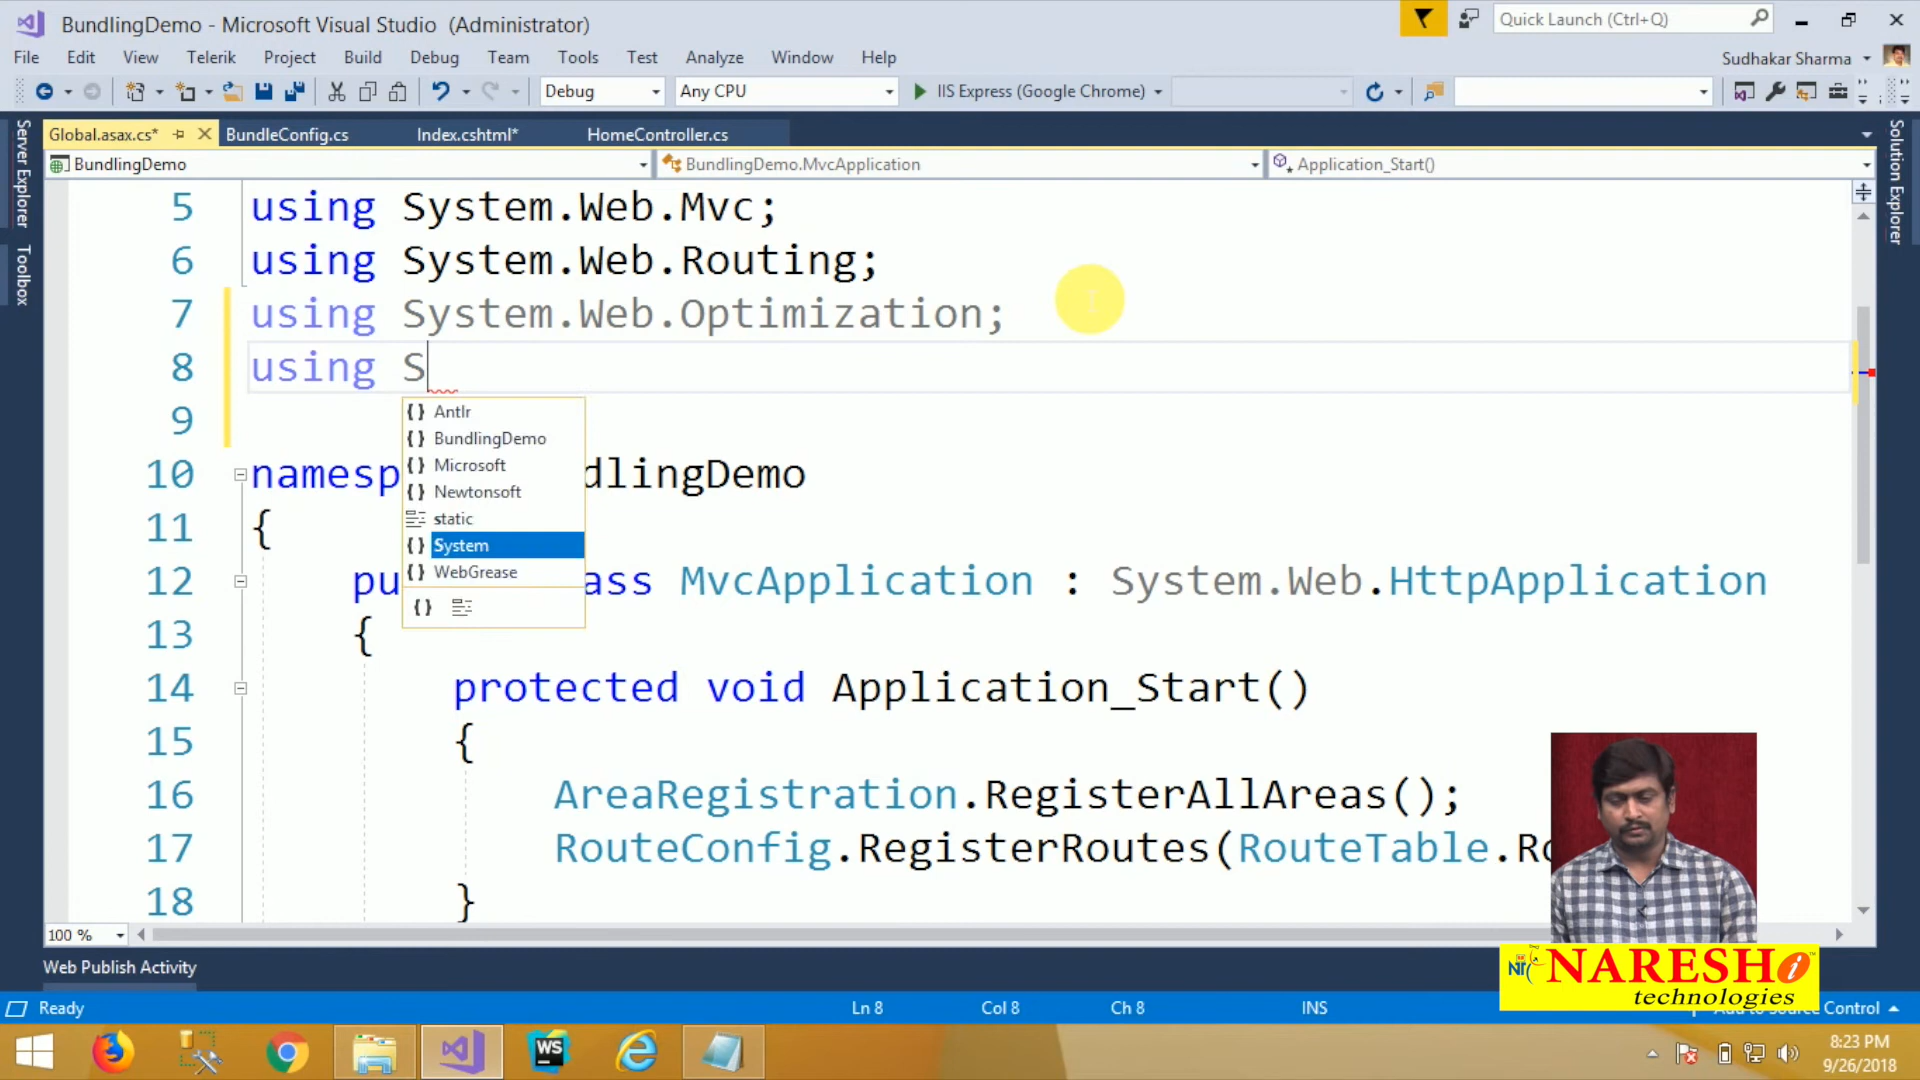 BundlingDemo - Microsoft Visual Studio (Administrator)
Quick Launch (Ctrl+Q)
File Edit View Telerik Project Build Debug Team Tools Test Analyze Window Help
Sudhakar Sharma
Debug Any CPU IIS Express (Google Chrome)
Global.asax.cs* BundleConfig.cs Index.cshtml* HomeController.cs
BundlingDemo BundlingDemo.MvcApplication Application_Start()
Server Explorer
Toolbox
Solution Explorer
5 using System.Web.Mvc;
6 using System.Web.Routing;
7 using System.Web.Optimization;
8 using S
9
Antlr
BundlingDemo
Microsoft
Newtonsoft
static
System
WebGrease
10 namesp dlingDemo
11 {
12 pu ass MvcApplication : System.Web.HttpApplication
13 {
14 protected void Application_Start()
15 {
16 AreaRegistration.RegisterAllAreas();
17 RouteConfig.RegisterRoutes(RouteTable.Ro
18 }
100 %
Web Publish Activity
NARESH i
technologies
Ready Ln 8 Col 8 Ch 8 INS Control
WS
8:23 PM
9/26/2018